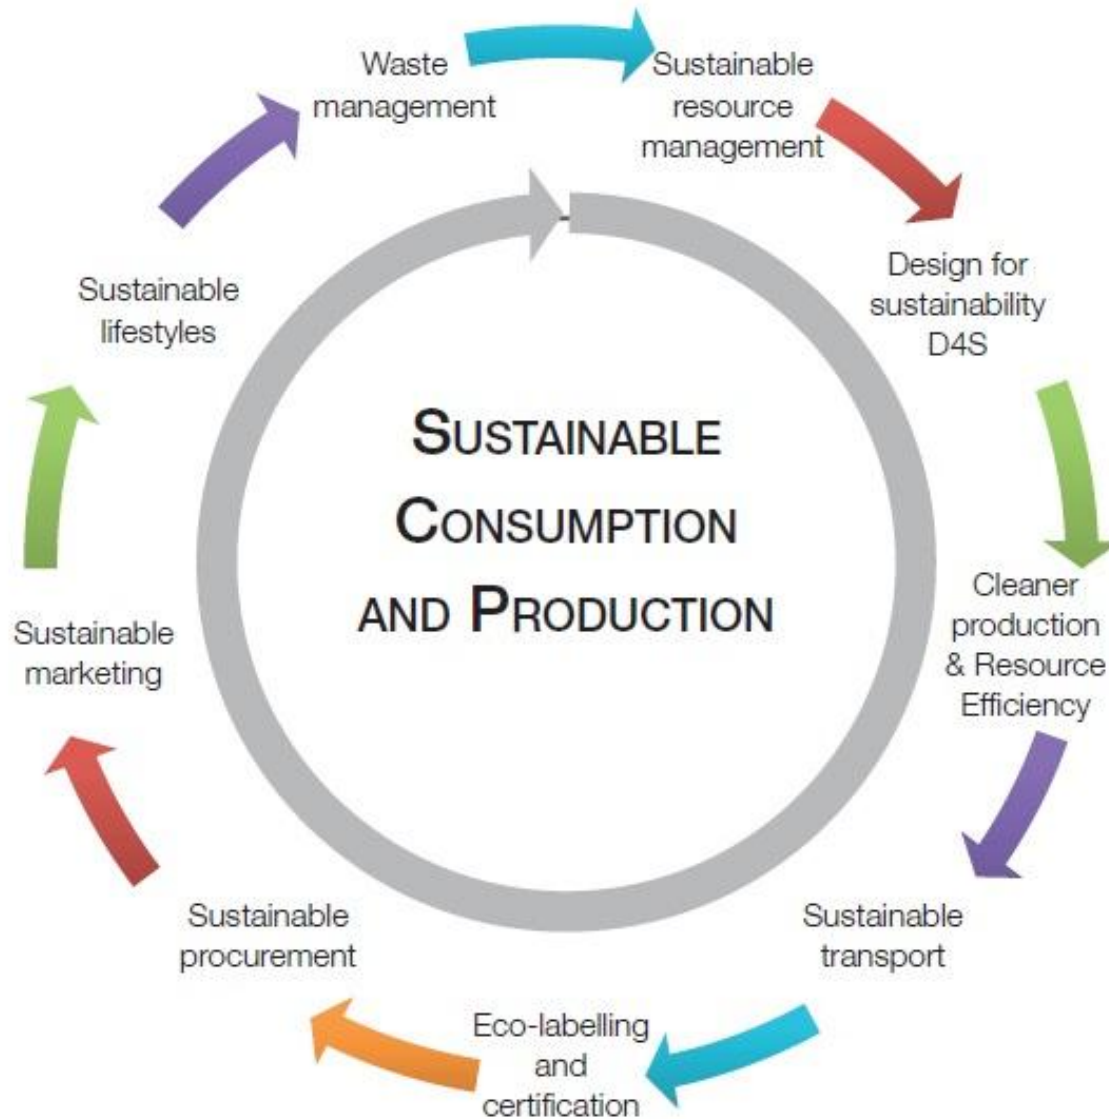 Waste
management
Sustainable
resource
management
Design for
sustainability
D4S
Cleaner
production
& Resource
Efficiency
Sustainable
transport
Eco-labelling
and
certification
Sustainable
procurement
Sustainable
marketing
Sustainable
lifestyles
SUSTAINABLE
CONSUMPTION
AND PRODUCTION